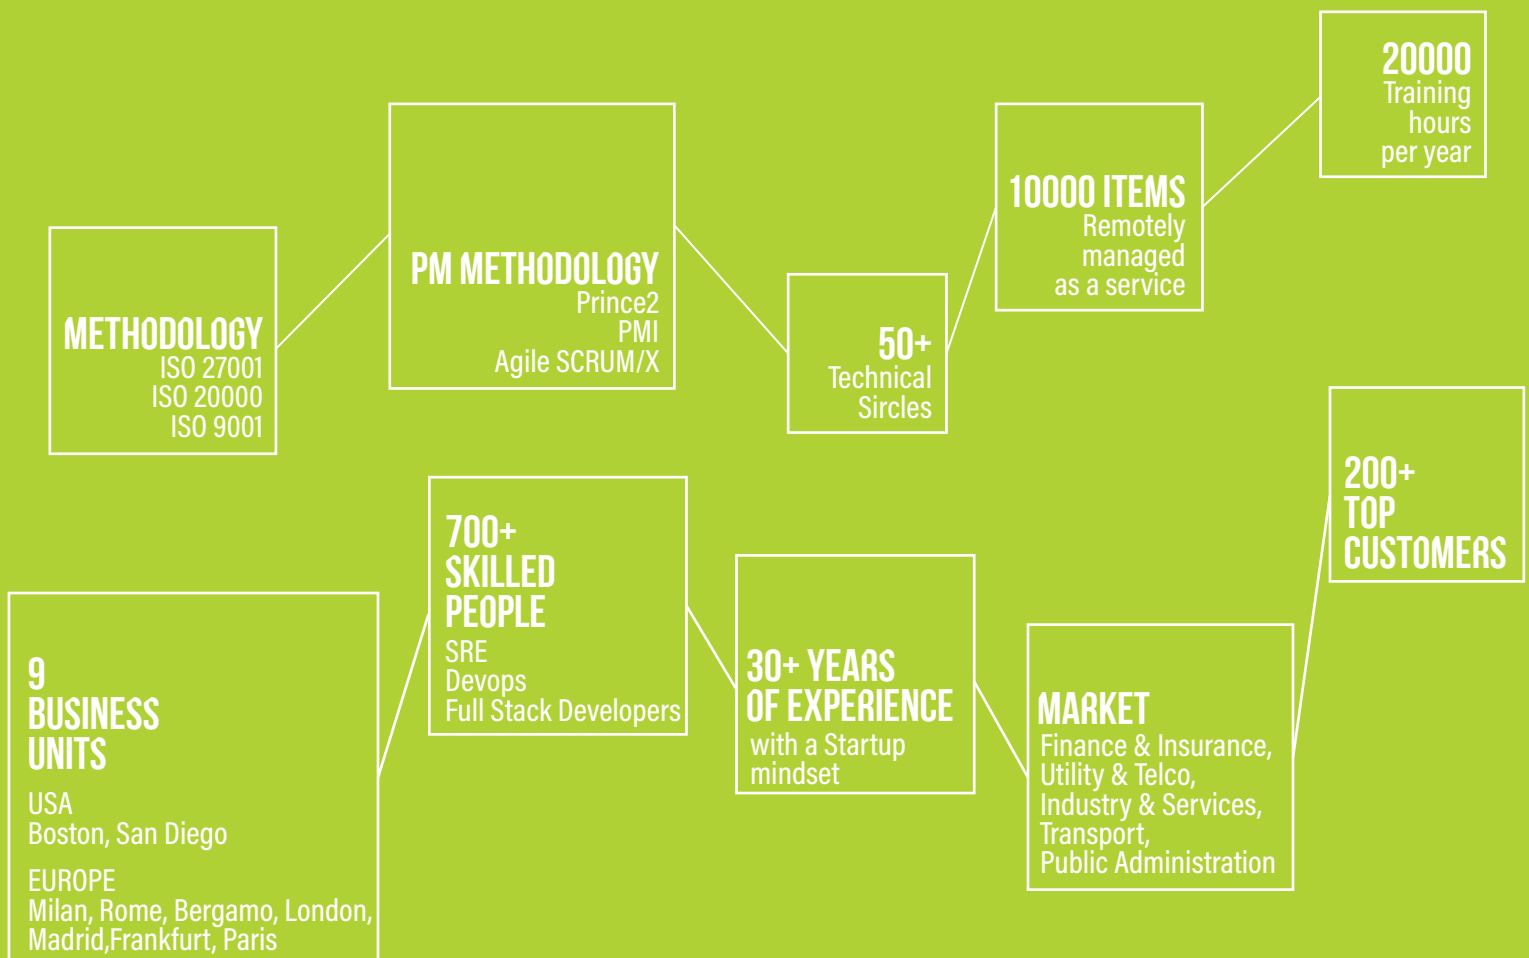 METHODOLOGY
ISO 27001
ISO 20000
ISO 9001
PM METHODOLOGY
Prince2
PMI
Agile SCRUM/X
50+
Technical
Sircles
10000 ITEMS
Remotely
managed
as a service
20000
Training
hours
per year
9
BUSINESS
UNITS
USA
Boston, San Diego
EUROPE
Milan, Rome, Bergamo, London,
Madrid,Frankfurt, Paris
700+
SKILLED
PEOPLE
SRE
Devops
Full Stack Developers
30+ YEARS
OF EXPERIENCE
with a Startup
mindset
MARKET
Finance & Insurance,
Utility & Telco,
Industry & Services,
Transport,
Public Administration
200+
TOP
CUSTOMERS